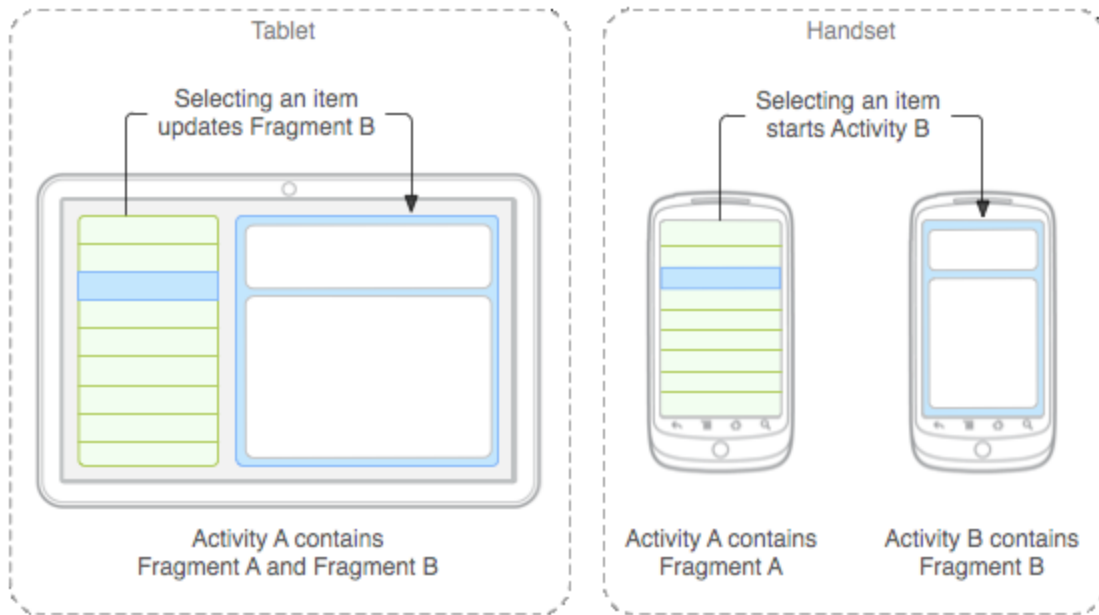 Tablet
Selecting an item
updates Fragment B
Activity A contains
Fragment A and Fragment B
Handset
Selecting an item
starts Activity B
Activity A contains
Fragment A
Activity B contains
Fragment B